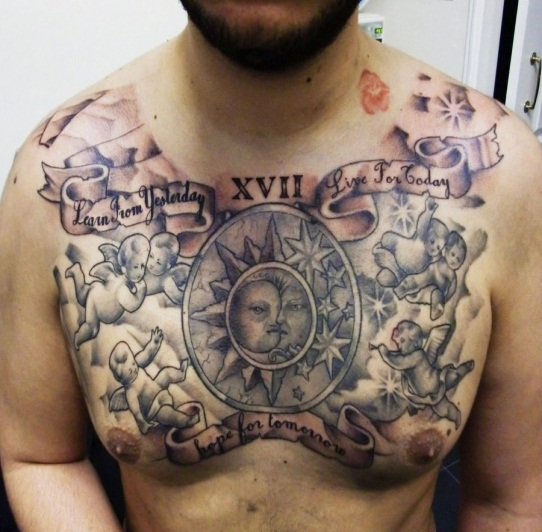 XVII
Learn From Yesterday
Live For Today
hope for tomorrow